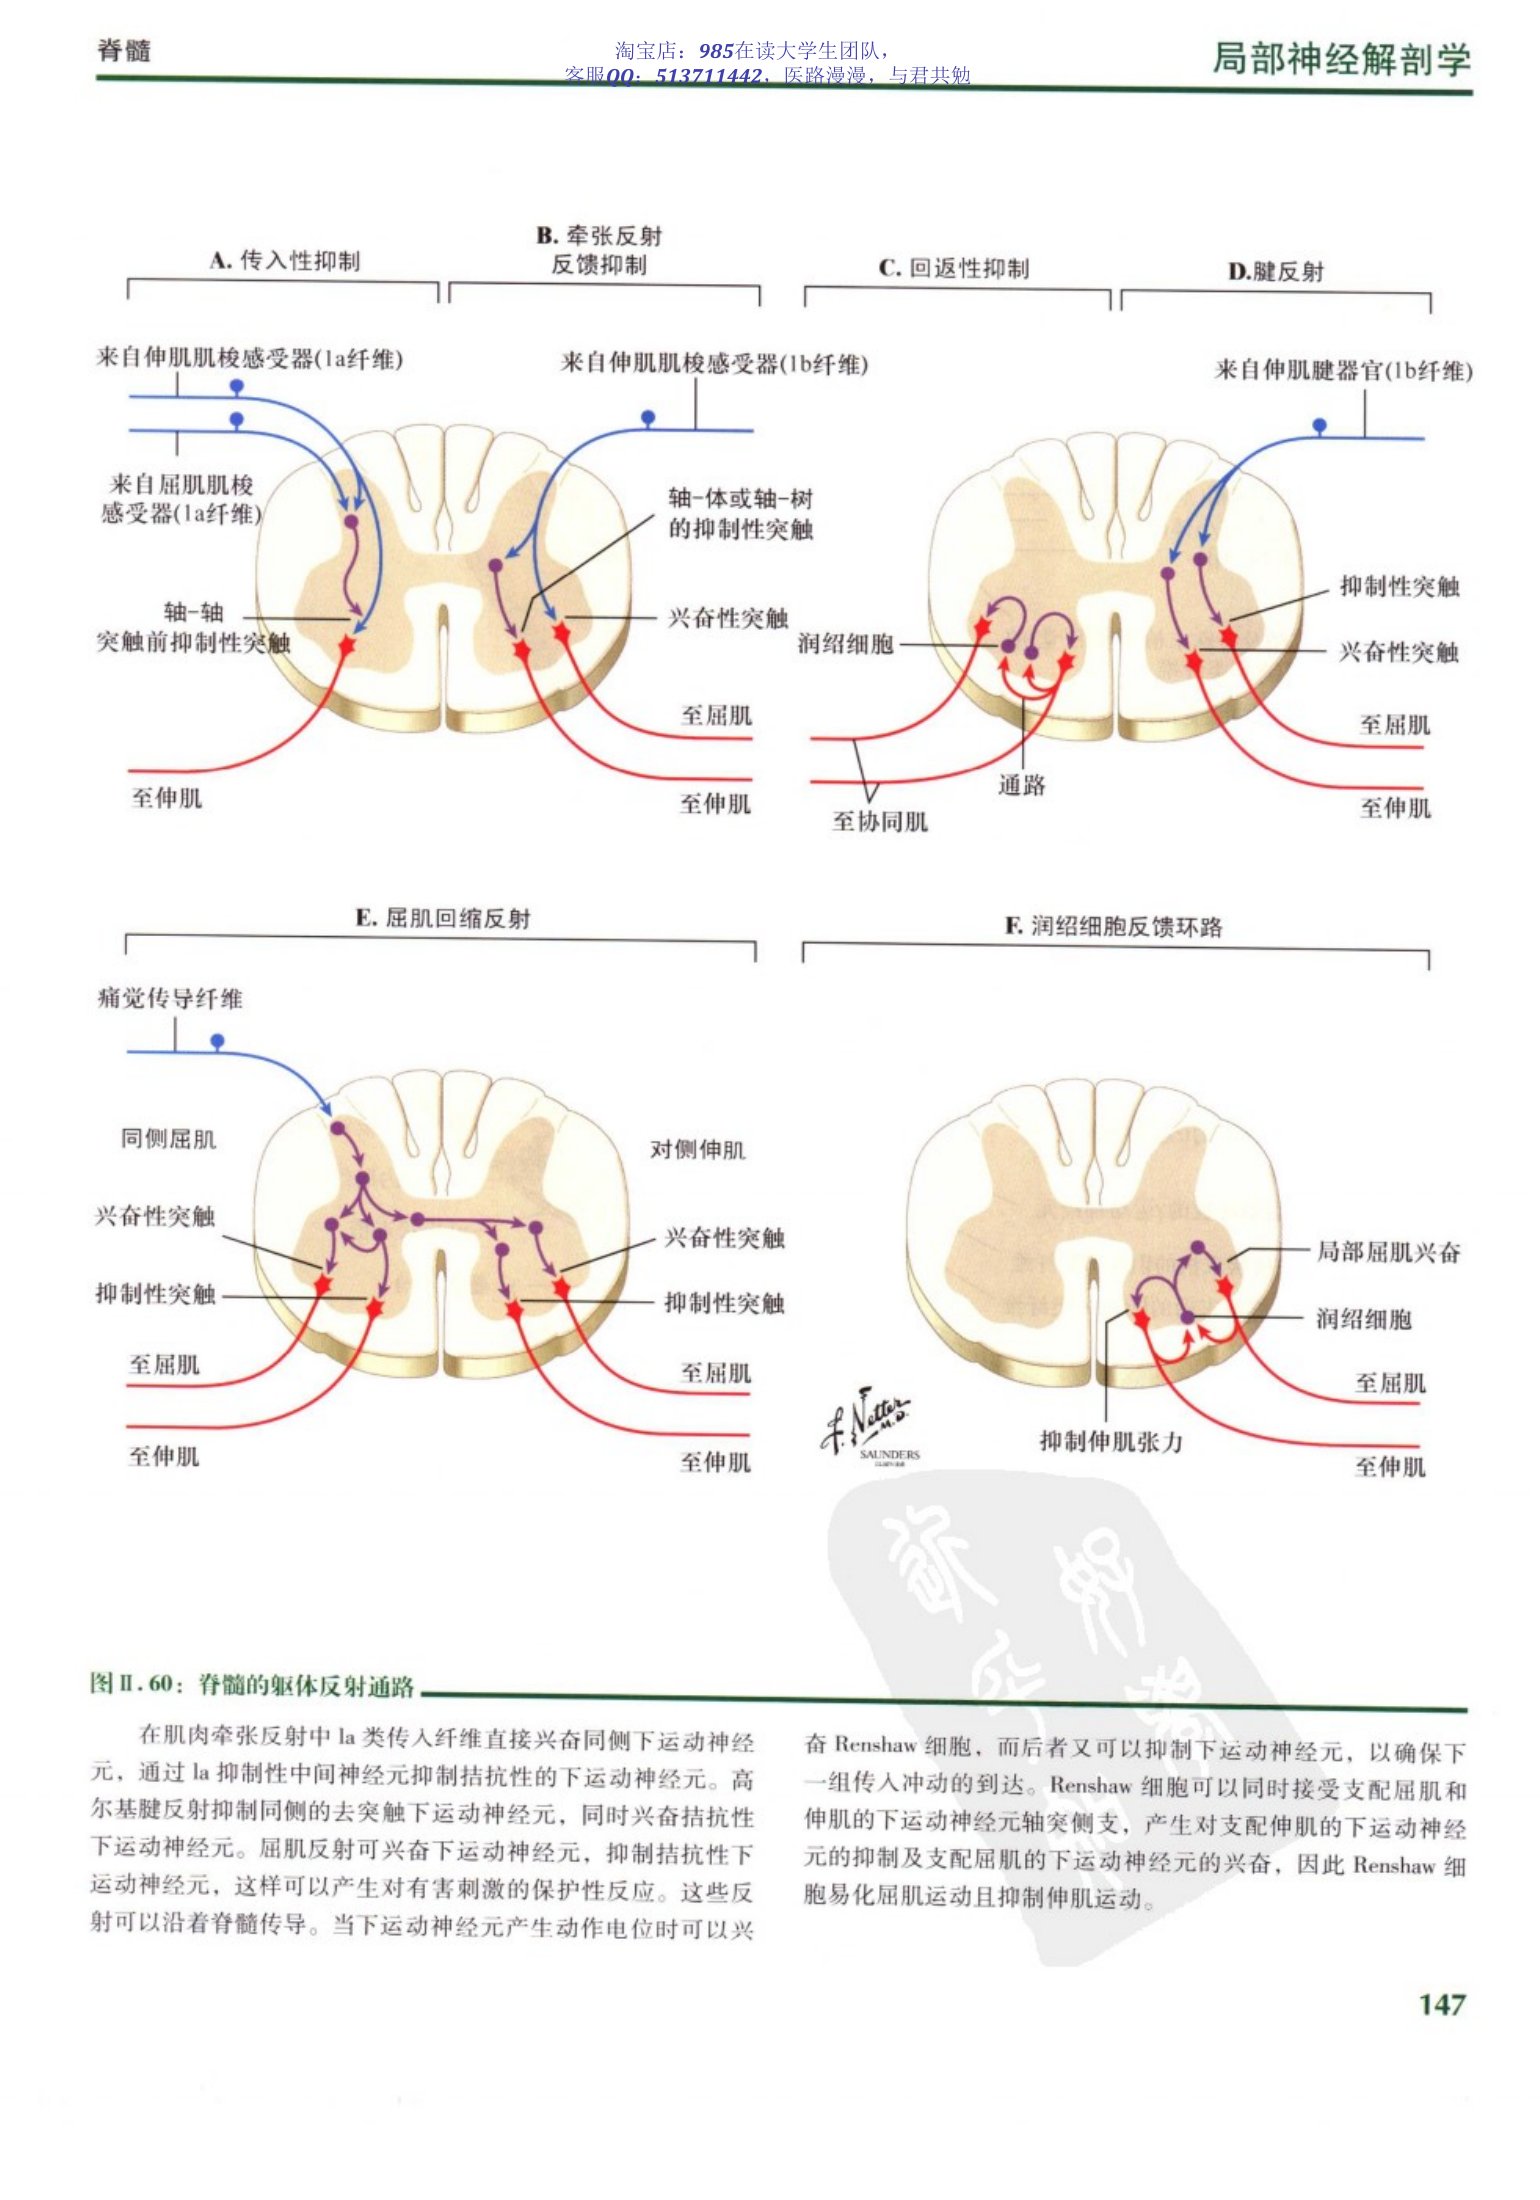 脊髓
淘宝店：985在读大学生团队，
客服QQ：513711442，医路漫漫，与君共勉
局部神经解剖学
A. 传入性抑制
B. 牵张反射
反馈抑制
C. 回返性抑制
D.腱反射
来自伸肌肌梭感受器(1a纤维)
来自伸肌肌梭感受器(1b纤维)
来自伸肌腱器官(1b纤维)
来自屈肌肌梭
感受器(1a纤维)
轴-体或轴-树
的抑制性突触
轴-轴
突触前抑制性突触
兴奋性突触
润绍细胞
抑制性突触
兴奋性突触
至屈肌
至伸肌
至伸肌
通路
至协同肌
至屈肌
至伸肌
E. 屈肌回缩反射
F. 润绍细胞反馈环路
痛觉传导纤维
同侧屈肌
对侧伸肌
兴奋性突触
兴奋性突触
抑制性突触
抑制性突触
至屈肌
至屈肌
至伸肌
至伸肌
局部屈肌兴奋
润绍细胞
至屈肌
抑制伸肌张力
至伸肌
F. Netter
M.D.
SAUNDERS
图Ⅱ.60：脊髓的躯体反射通路
在肌肉牵张反射中 Ia 类传入纤维直接兴奋同侧下运动神经
元，通过 Ia 抑制性中间神经元抑制拮抗性的下运动神经元。高
尔基腱反射抑制同侧的去突触下运动神经元，同时兴奋拮抗性
下运动神经元。屈肌反射可兴奋下运动神经元，抑制拮抗性下
运动神经元，这样可以产生对有害刺激的保护性反应。这些反
射可以沿着脊髓传导。当下运动神经元产生动作电位时可以兴
奋 Renshaw 细胞，而后者又可以抑制下运动神经元，以确保下
一组传入冲动的到达。Renshaw 细胞可以同时接受支配屈肌和
伸肌的下运动神经元轴突侧支，产生对支配伸肌的下运动神经
元的抑制及支配屈肌的下运动神经元的兴奋，因此 Renshaw 细
胞易化屈肌运动且抑制伸肌运动。
147